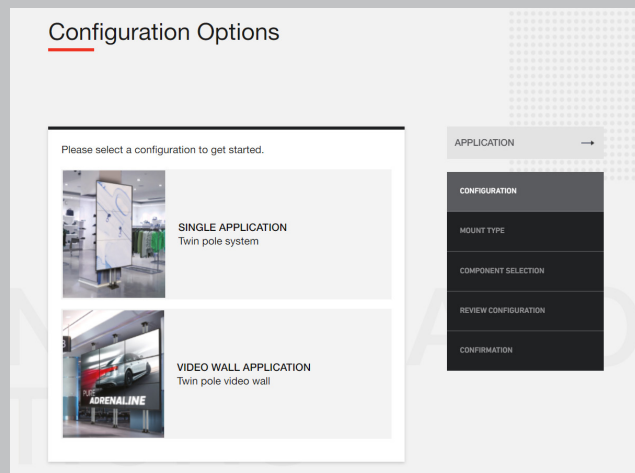 Configuration Options
Please select a configuration to get started.
SINGLE APPLICATION
Twin pole system
PURE
ADRENALINE
VIDEO WALL APPLICATION
Twin pole video wall
APPLICATION
CONFIGURATION
MOUNT TYPE
COMPONENT SELECTION
REVIEW CONFIGURATION
CONFIRMATION